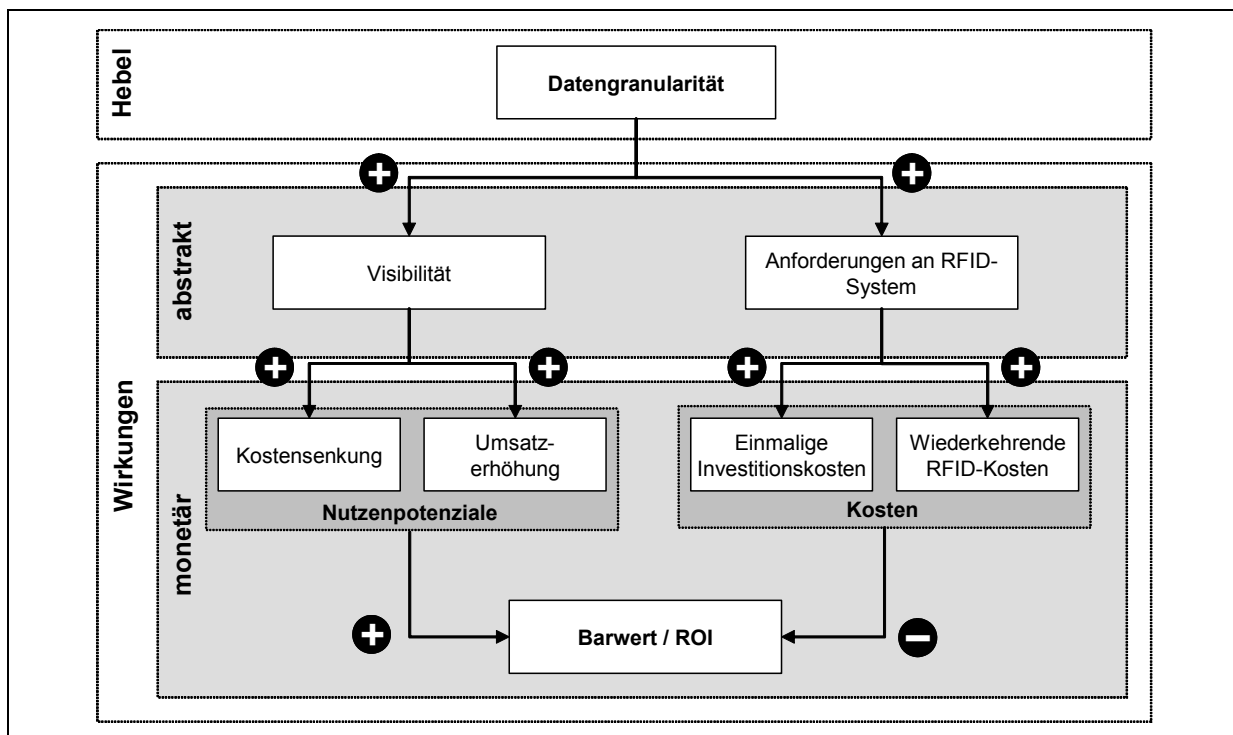 Hebel
Datengranularität
Wirkungen
abstrakt
+
+
Visibilität
Anforderungen an RFID-
System
+
+
+
+
monetär
Kostensenkung
Umsatz-
erhöhung
Nutzenpotenziale
Einmalige
Investitionskosten
Wiederkehrende
RFID-Kosten
Kosten
+
Barwert / ROI
−